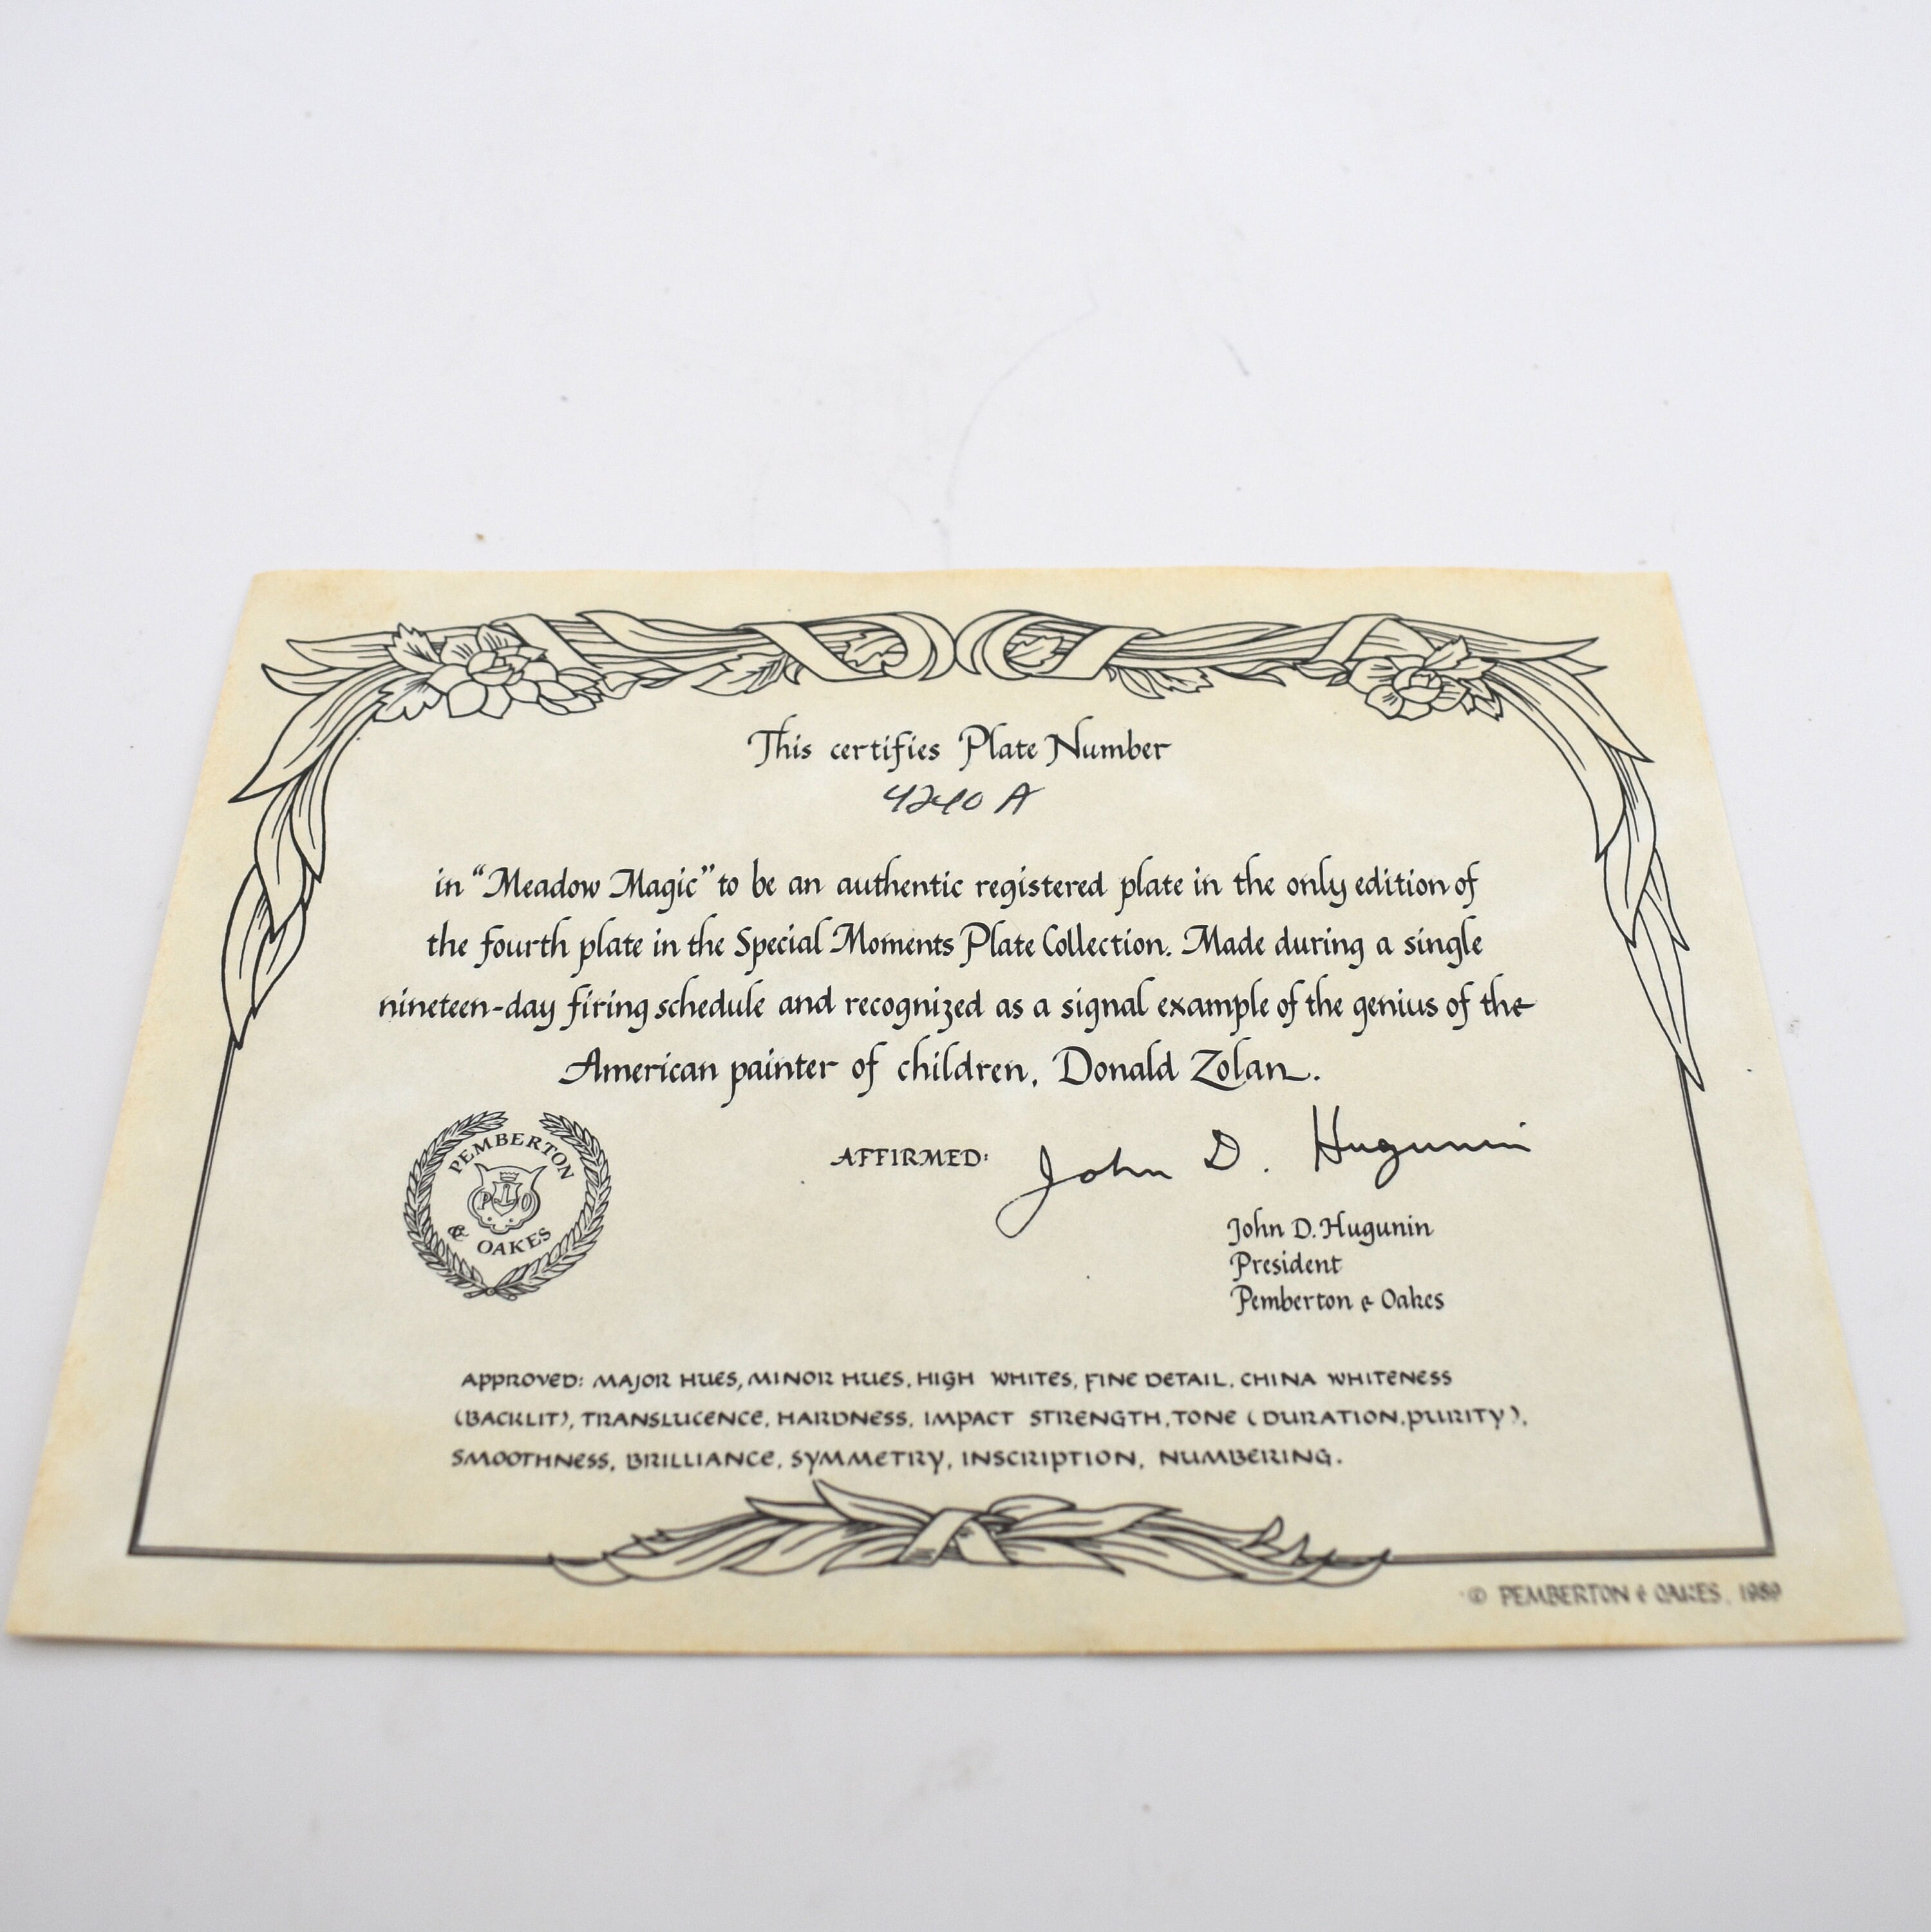 This certifies Plate Number
4240 A
in "Meadow Magic" to be an authentic registered plate in the only edition of
the fourth plate in the Special Moments Plate Collection. Made during a single
nineteen-day firing schedule and recognized as a signal example of the genius of the
American painter of children, Donald Zolan.
PEMBERTON
PLO
& OAKES
AFFIRMED: John D. Hugunin
John D. Hugunin
President
Pemberton & Oakes
APPROVED: MAJOR HUES, MINOR HUES, HIGH WHITES, FINE DETAIL, CHINA WHITENESS
(BACKLIT), TRANSLUCENCE, HARDNESS, IMPACT STRENGTH, TONE (DURATION, PURITY),
SMOOTHNESS, BRILLIANCE, SYMMETRY, INSCRIPTION, NUMBERING.
© PEMBERTON & OAKES, 1989